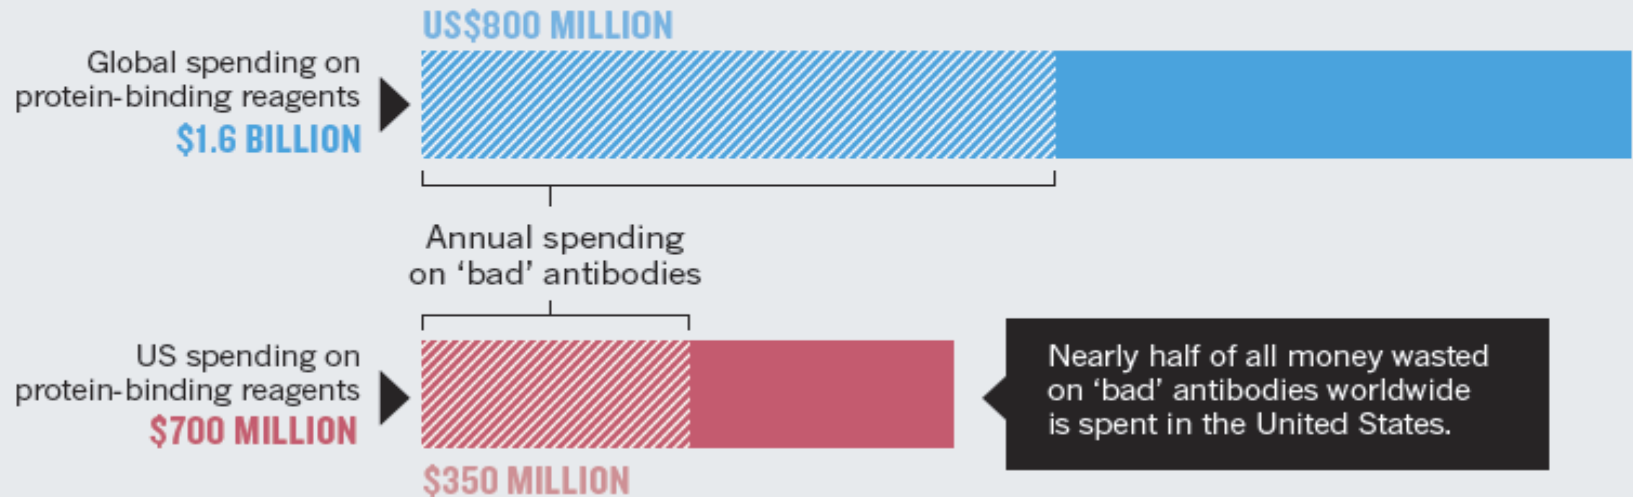 US$800 MILLION
Global spending on
protein-binding reagents
$1.6 BILLION
Annual spending
on ‘bad’ antibodies
US spending on
protein-binding reagents
$700 MILLION
Nearly half of all money wasted
on ‘bad’ antibodies worldwide
is spent in the United States.
$350 MILLION